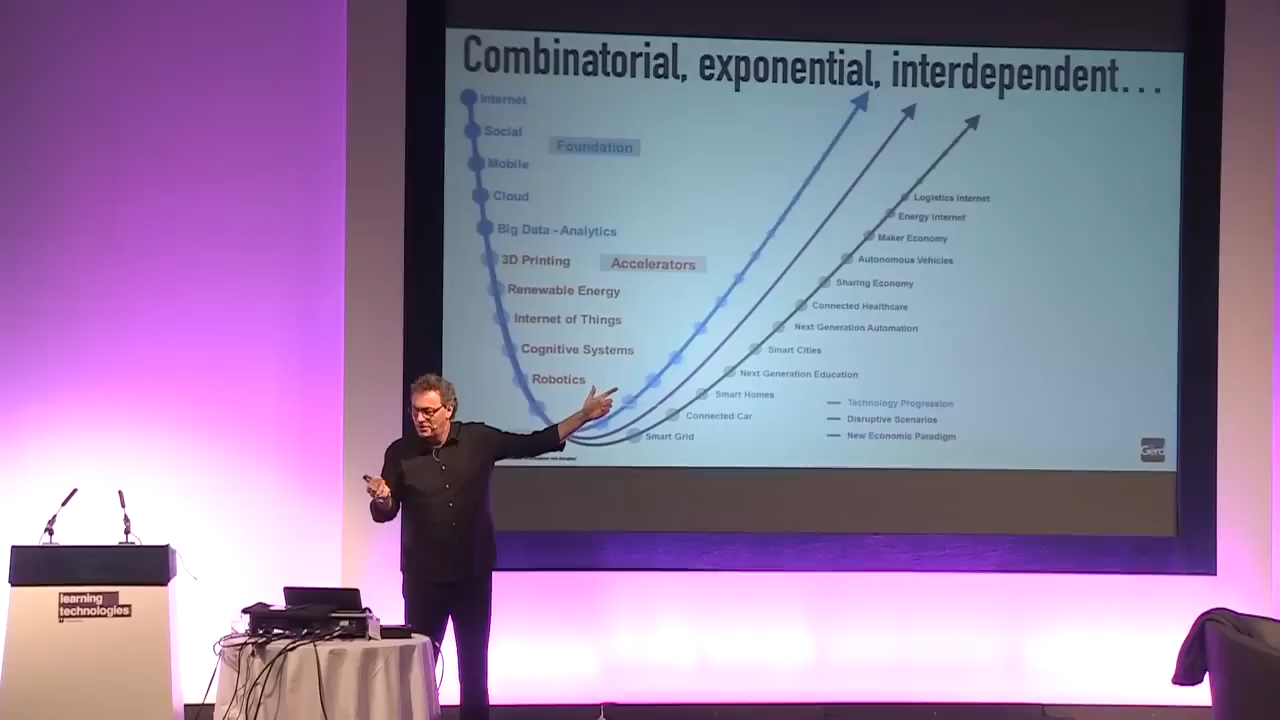 Combinatorial, exponential, interdependent...
Internet
Social
Foundation
Mobile
Cloud
Big Data - Analytics
3D Printing
Accelerators
Renewable Energy
Internet of Things
Cognitive Systems
Robotics
Logistics Internet
Energy Internet
Maker Economy
Autonomous Vehicles
Sharing Economy
Connected Healthcare
Next Generation Automation
Smart Cities
Next Generation Education
Smart Homes
Connected Car
Smart Grid
Technology Progression
Disruptive Scenarios
New Economic Paradigm
Gerd
learning
technologies